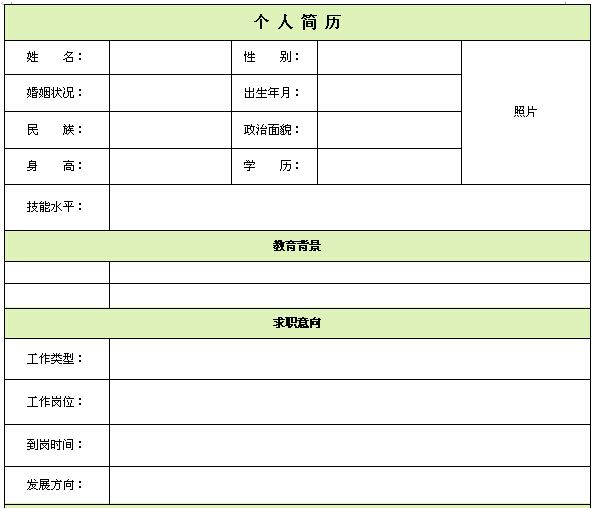 个 人 简 历
姓 名： 性 别：
婚姻状况： 出生年月：
照片
民 族： 政治面貌：
身 高： 学 历：
技能水平：
教育背景
求职意向
工作类型：
工作岗位：
到岗时间：
发展方向：